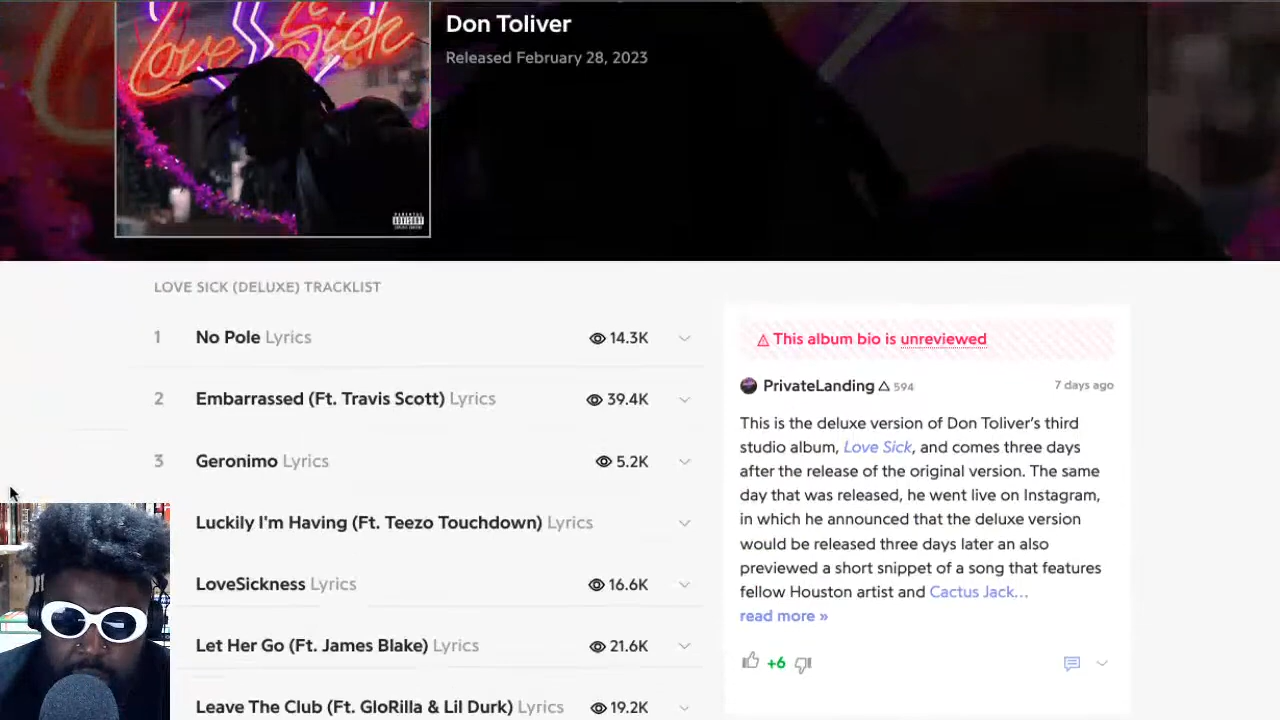 Love Sick
Don Toliver
Released February 28, 2023
PARENTAL
ADVISORY
EXPLICIT CONTENT
LOVE SICK (DELUXE) TRACKLIST
1 No Pole Lyrics 14.3K
2 Embarrassed (Ft. Travis Scott) Lyrics 39.4K
3 Geronimo Lyrics 5.2K
Luckily I'm Having (Ft. Teezo Touchdown) Lyrics
LoveSickness Lyrics 16.6K
Let Her Go (Ft. James Blake) Lyrics 21.6K
Leave The Club (Ft. GloRilla & Lil Durk) Lyrics 19.2K
This album bio is unreviewed
PrivateLanding 594 7 days ago
This is the deluxe version of Don Toliver’s third
studio album, Love Sick, and comes three days
after the release of the original version. The same
day that was released, he went live on Instagram,
in which he announced that the deluxe version
would be released three days later an also
previewed a short snippet of a song that features
fellow Houston artist and Cactus Jack…
read more »
+6